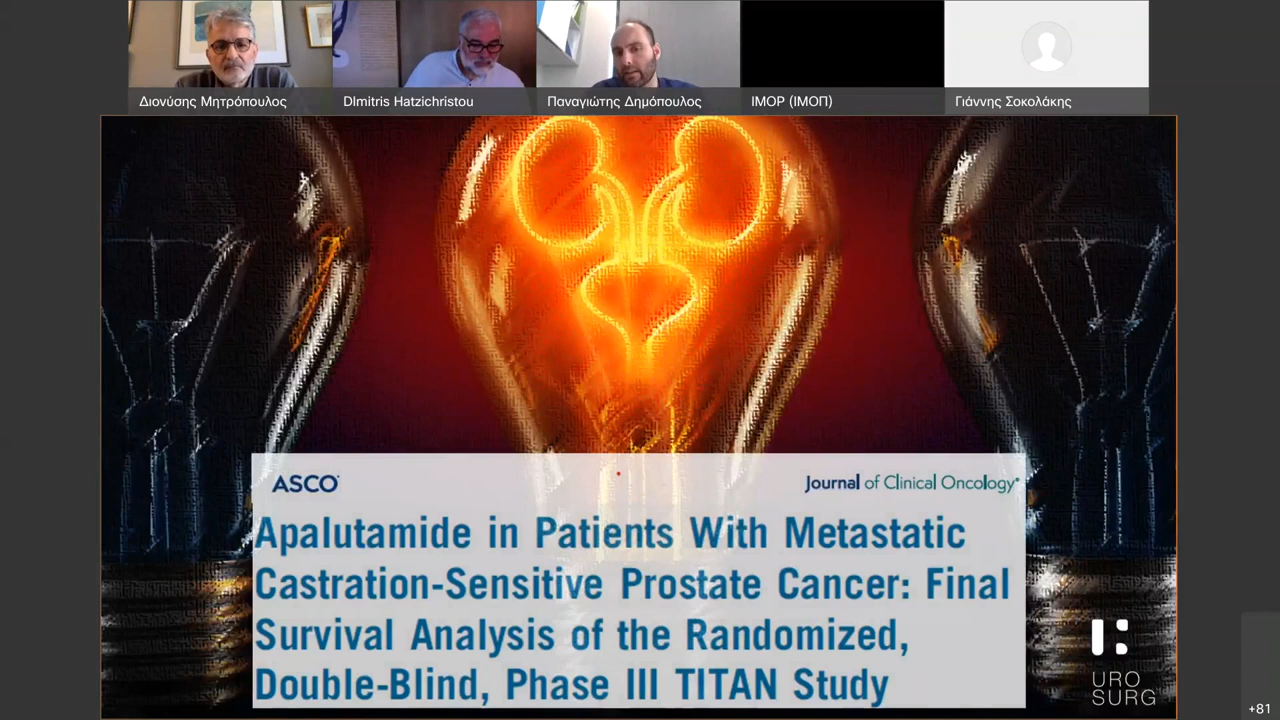 Διονύσης Μητρόπουλος
DImitris Hatzichristou
Παναγιώτης Δημόπουλος
IMOP (ΙΜΟΠ)
Γιάννης Σοκολάκης
ASCO
Journal of Clinical Oncology
Apalutamide in Patients With Metastatic
Castration-Sensitive Prostate Cancer: Final
Survival Analysis of the Randomized,
Double-Blind, Phase III TITAN Study
URO
SURG
+81